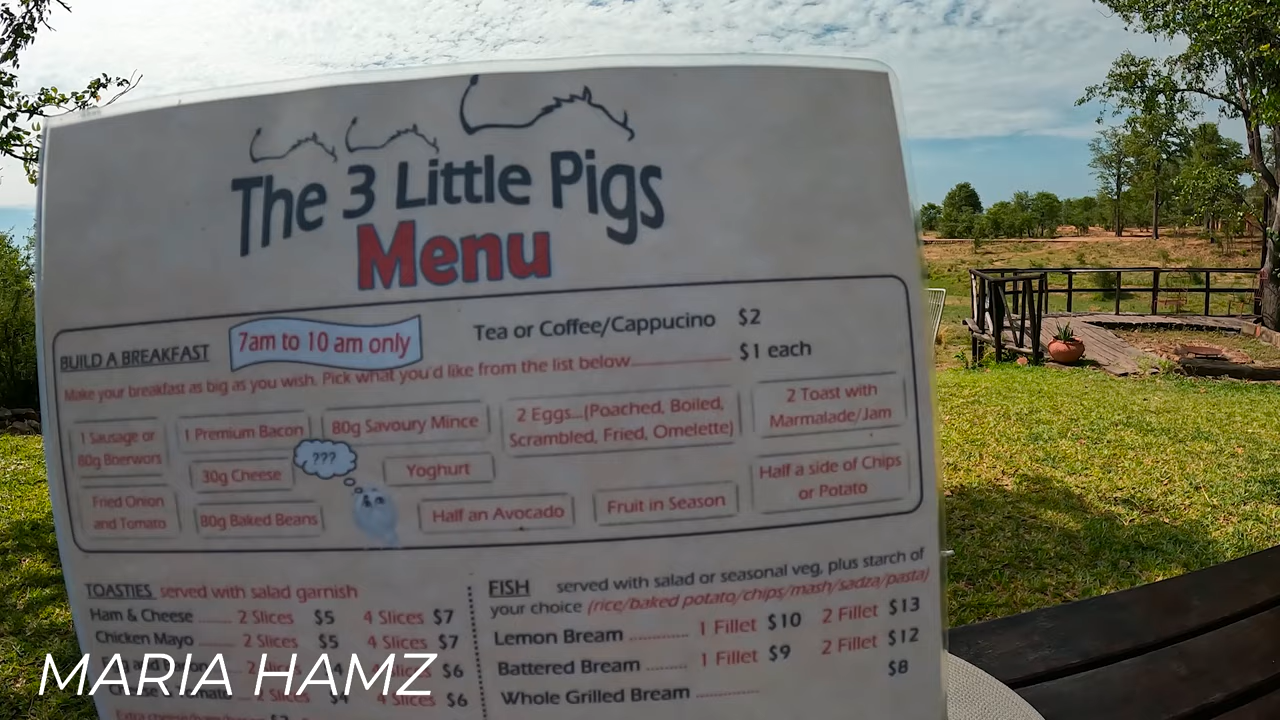 The 3 Little Pigs
Menu
BUILD A BREAKFAST
7am to 10 am only
Tea or Coffee/Cappucino $2
Make your breakfast as big as you wish. Pick what you'd like from the list below............ $1 each
1 Sausage or
80g Boerwors
1 Premium Bacon
80g Savoury Mince
2 Eggs...(Poached, Boiled,
Scrambled, Fried, Omelette)
2 Toast with
Marmalade/Jam
30g Cheese
???
Yoghurt
Half a side of Chips
or Potato
Fried Onion
and Tomato
80g Baked Beans
Half an Avocado
Fruit in Season
TOASTIES served with salad garnish
Ham & Cheese ....... 2 Slices $5 4 Slices $7
Chicken Mayo ....... 2 Slices $5 4 Slices $7
$6
4 Slices $6
FISH served with salad or seasonal veg, plus starch of
your choice (rice/baked potato/chips/mash/sadza/pasta)
Lemon Bream ............ 1 Fillet $10 2 Fillet $13
Battered Bream ........ 1 Fillet $9 2 Fillet $12
Whole Grilled Bream ............ $8
MARIA HAMZ